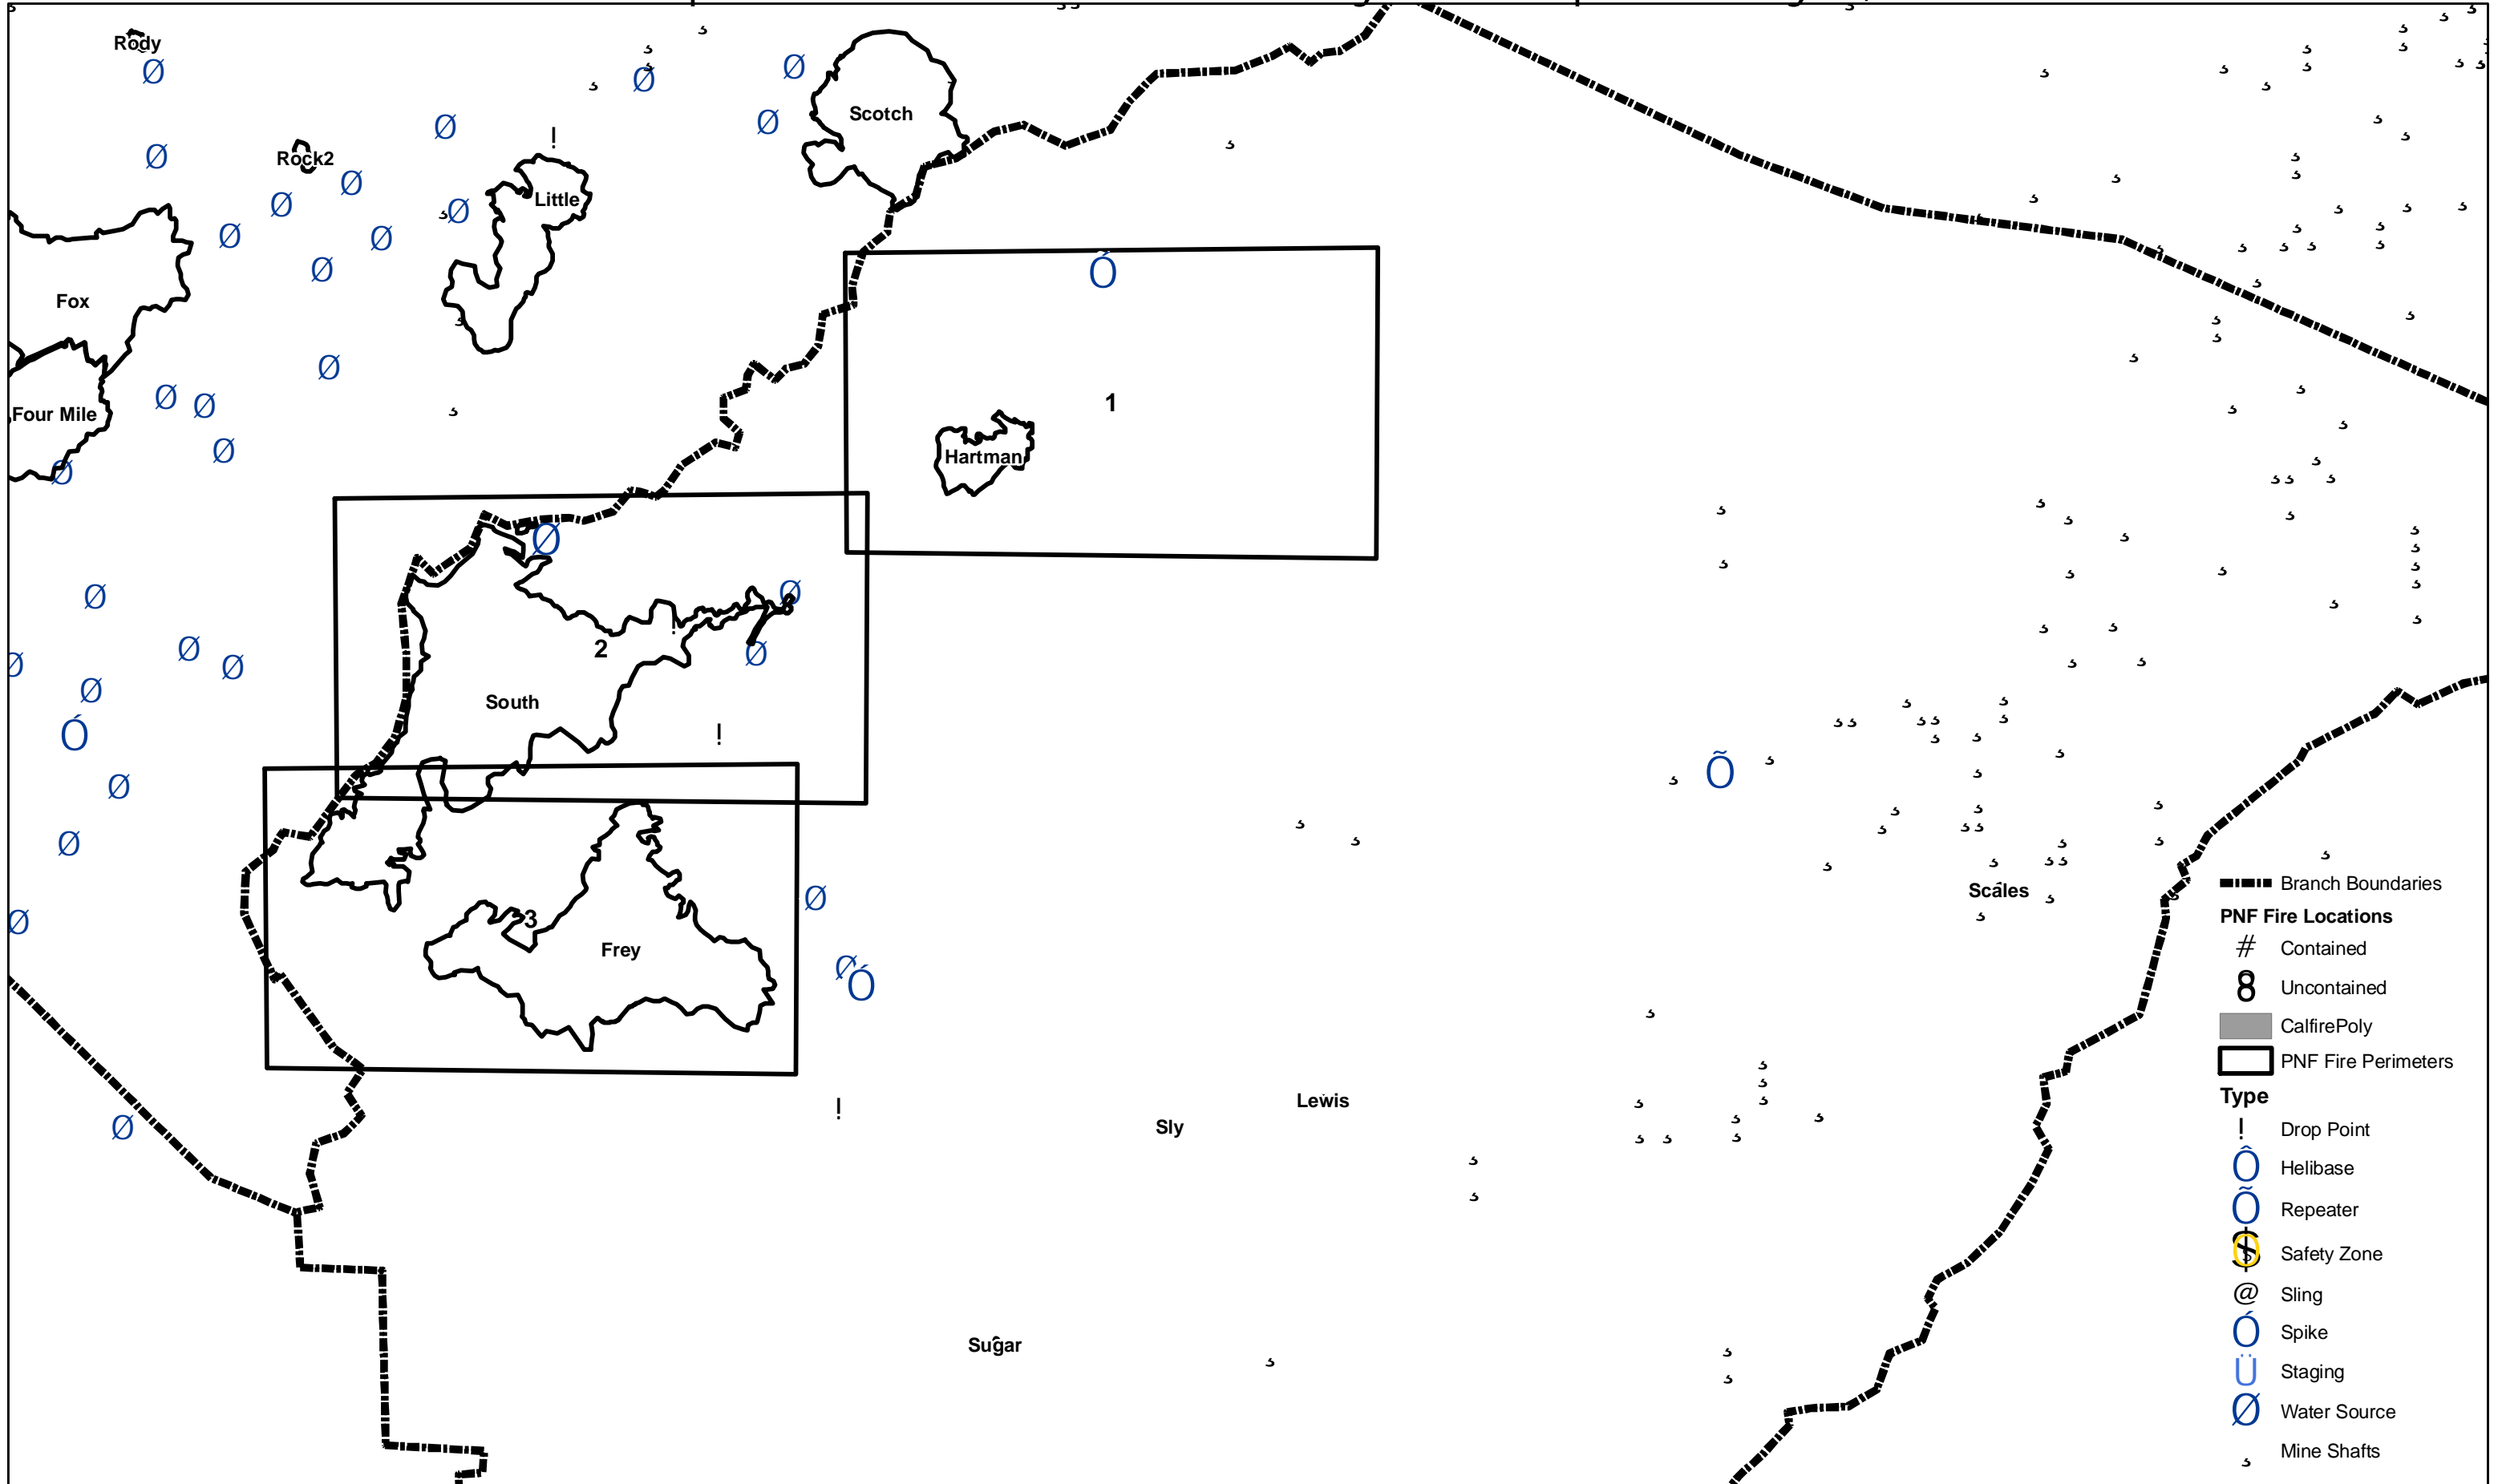 Rody
Scotch
Rock2
Little
Fox
1
Four Mile
Hartman
2
South
Scales
3
Frey
Lewis
Sly
Sugar
Branch Boundaries
PNF Fire Locations
# Contained
8 Uncontained
CalfirePoly
PNF Fire Perimeters
Type
! Drop Point
Ô Helibase
Õ Repeater
$ Safety Zone
@ Sling
Ó Spike
Ü Staging
Ø Water Source
Mine Shafts